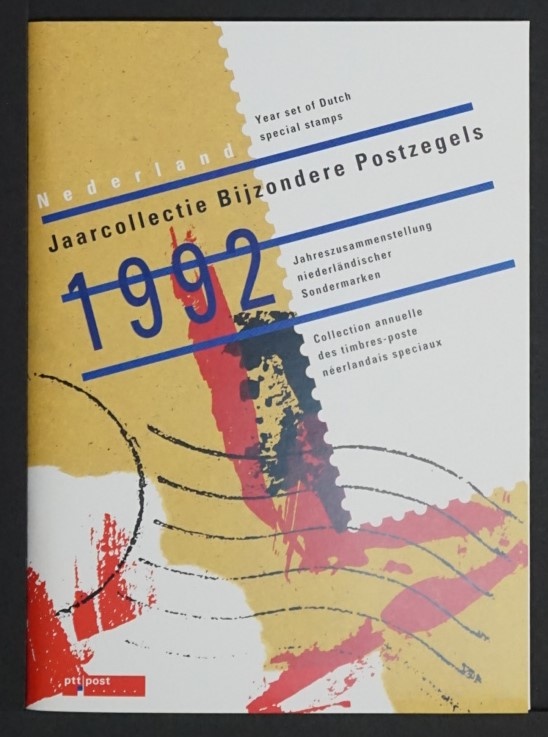 Year set of Dutch
special stamps
Nederland
Jaarcollectie Bijzondere Postzegels
1992
Jahreszusammenstellung
niederländischer
Sondermarken
Collection annuelle
des timbres-poste
néerlandais speciaux
ptt post